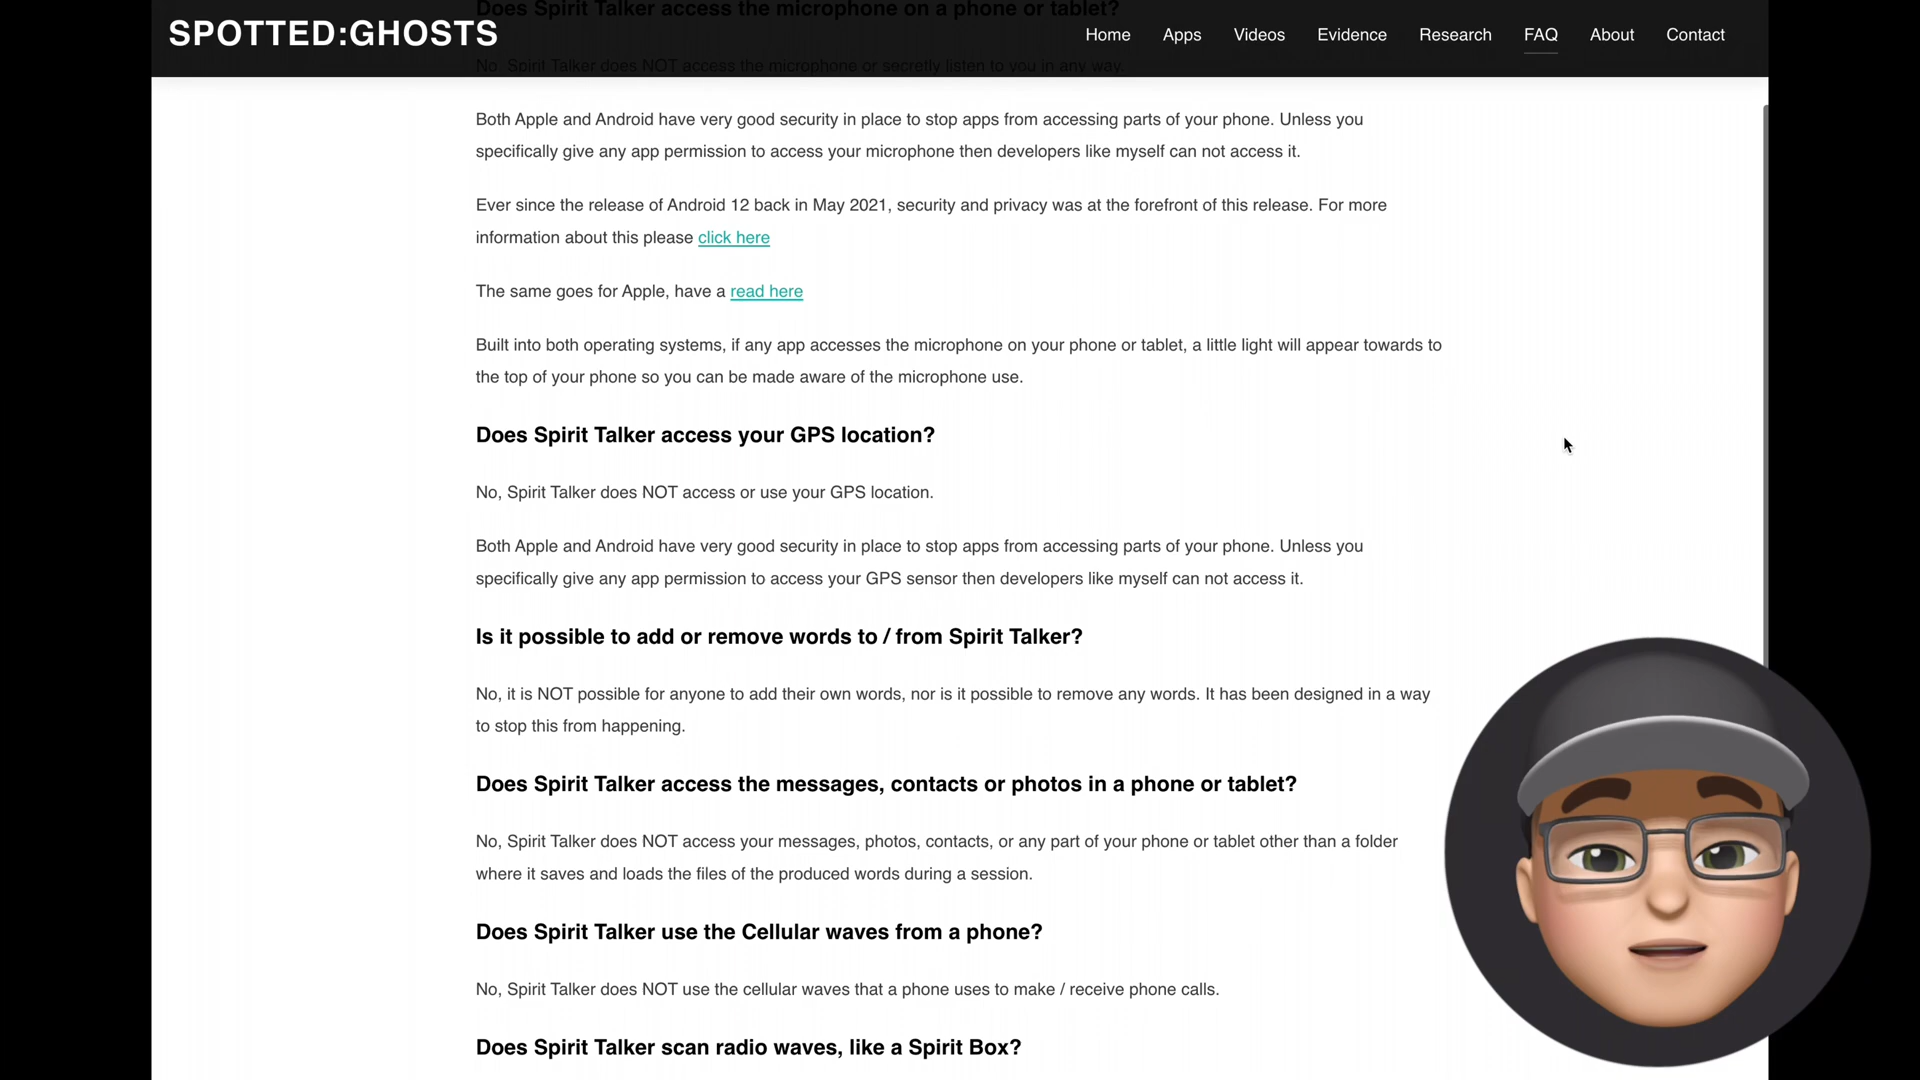 Does Spirit Talker access the microphone on a phone or tablet?
SPOTTED:GHOSTS
Home
Apps
Videos
Evidence
Research
FAQ
About
Contact
No, Spirit Talker does NOT access the microphone or secretly listen to you in any way.
Both Apple and Android have very good security in place to stop apps from accessing parts of your phone. Unless you
specifically give any app permission to access your microphone then developers like myself can not access it.
Ever since the release of Android 12 back in May 2021, security and privacy was at the forefront of this release. For more
information about this please click here
The same goes for Apple, have a read here
Built into both operating systems, if any app accesses the microphone on your phone or tablet, a little light will appear towards to
the top of your phone so you can be made aware of the microphone use.
Does Spirit Talker access your GPS location?
No, Spirit Talker does NOT access or use your GPS location.
Both Apple and Android have very good security in place to stop apps from accessing parts of your phone. Unless you
specifically give any app permission to access your GPS sensor then developers like myself can not access it.
Is it possible to add or remove words to / from Spirit Talker?
No, it is NOT possible for anyone to add their own words, nor is it possible to remove any words. It has been designed in a way
to stop this from happening.
Does Spirit Talker access the messages, contacts or photos in a phone or tablet?
No, Spirit Talker does NOT access your messages, photos, contacts, or any part of your phone or tablet other than a folder
where it saves and loads the files of the produced words during a session.
Does Spirit Talker use the Cellular waves from a phone?
No, Spirit Talker does NOT use the cellular waves that a phone uses to make / receive phone calls.
Does Spirit Talker scan radio waves, like a Spirit Box?